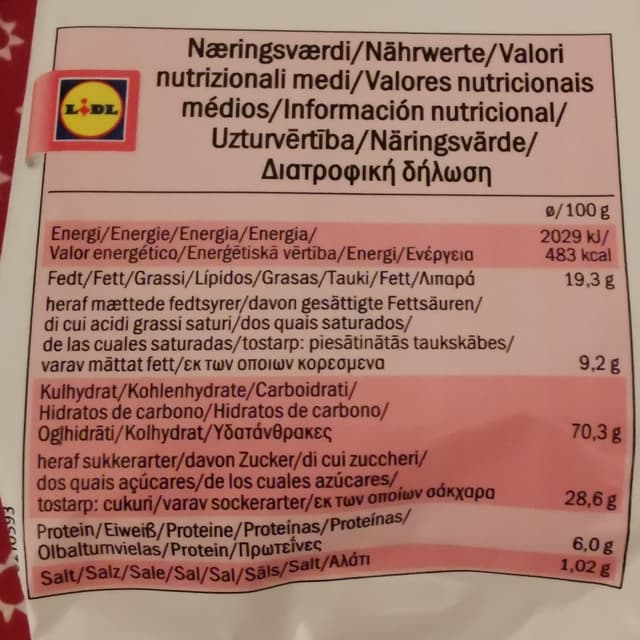 LIDL
Næringsværdi/Nährwerte/Valori
nutrizionali medi/Valores nutricionais
médios/Información nutricional/
Uzturvērtība/Näringsvärde/
Διατροφική δήλωση
ø/100 g
Energi/Energie/Energia/Energia/ 2029 kJ/
Valor energético/Enerģētiskā vērtība/Energi/Ενέργεια 483 kcal
Fedt/Fett/Grassi/Lípidos/Grasas/Tauki/Fett/Λιπαρά 19,3 g
heraf mættede fedtsyrer/davon gesättigte Fettsäuren/
di cui acidi grassi saturi/dos quais saturados/
de las cuales saturadas/tostarp: piesātinātās taukskābes/
varav mättat fett/εκ των οποιων κορεσμενα 9,2 g
Kulhydrat/Kohlenhydrate/Carboidrati/
Hidratos de carbono/Hidratos de carbono/
Ogļhidrāti/Kolhydrat/Υδατάνθρακες 70,3 g
heraf sukkerarter/davon Zucker/di cui zuccheri/
dos quais açúcares/de los cuales azúcares/
tostarp: cukuri/varav sockerarter/εκ των οποίων σάκχαρα 28,6 g
Protein/Eiweiß/Proteine/Proteínas/Proteínas/
Olbaltumvielas/Protein/Πρωτεΐνες 6,0 g
Salt/Salz/Sale/Sal/Sal/Sāls/Salt/Αλάτι 1,02 g